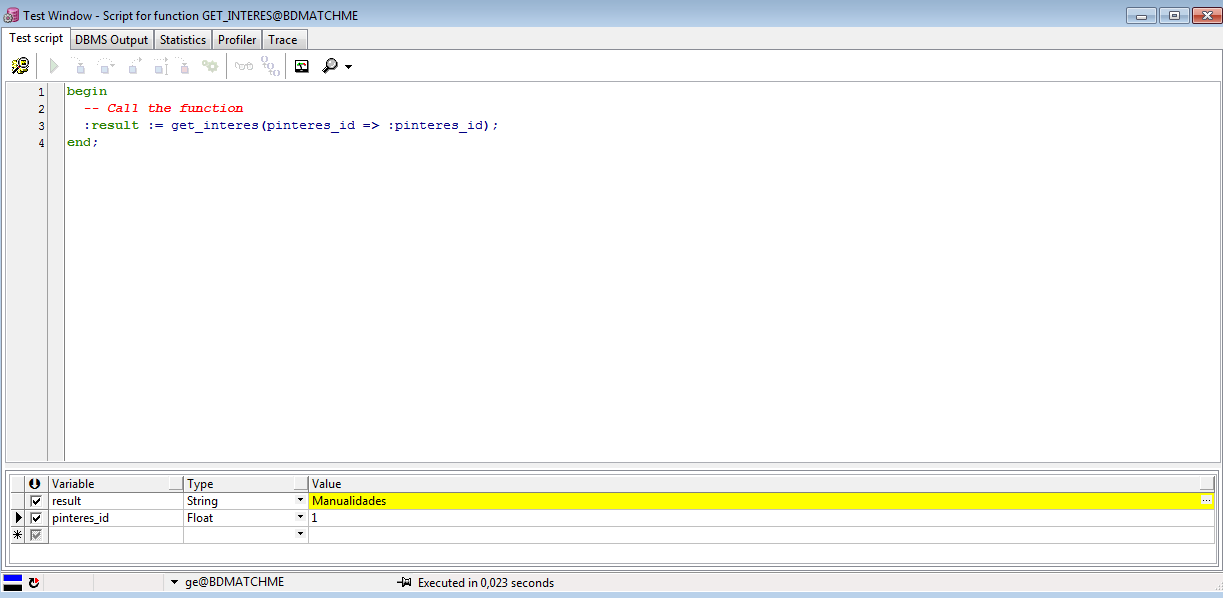 Test Window - Script for function GET_INTERES@BDMATCHME
Test script DBMS Output Statistics Profiler Trace
1 begin
2 -- Call the function
3 :result := get_interes(pinteres_id => :pinteres_id);
4 end;
Variable Type Value
result String Manualidades ...
pinteres_id Float 1
ge@BDMATCHME Executed in 0,023 seconds